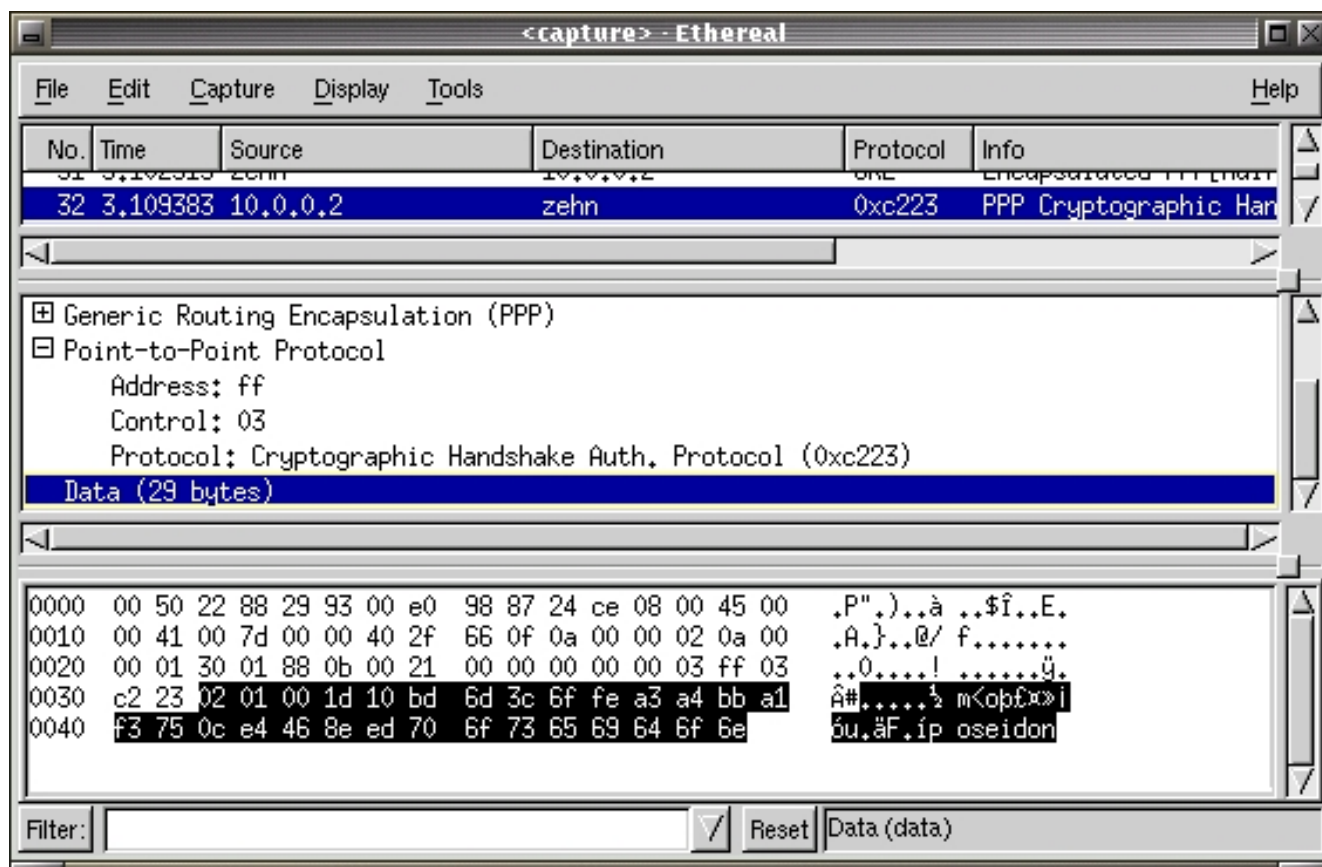 <capture> - Ethereal
File Edit Capture Display Tools Help
No. Time Source Destination Protocol Info
32 3.109383 10.0.0.2 zehn 0xc223 PPP Cryptographic Han
Generic Routing Encapsulation (PPP)
Point-to-Point Protocol
Address: ff
Control: 03
Protocol: Cryptographic Handshake Auth. Protocol (0xc223)
Data (29 bytes)
0000 00 50 22 88 29 93 00 e0 98 87 24 ce 08 00 45 00 .P".)..à ..$Î..E.
0010 00 41 00 7d 00 00 40 2f 66 0f 0a 00 00 02 0a 00 .A.}..@/ f.......
0020 00 01 30 01 88 0b 00 21 00 00 00 00 00 03 ff 03 ..0....! ......ÿ.
0030 c2 23 02 01 00 1d 10 bd 6d 3c 6f fe a3 a4 bb a1 Â#.....½ m<oþ£¤»¡
0040 f3 75 0c e4 46 8e ed 70 6f 73 65 69 64 6f 6e óu.äF.íp oseidon
Filter: Reset Data (data)